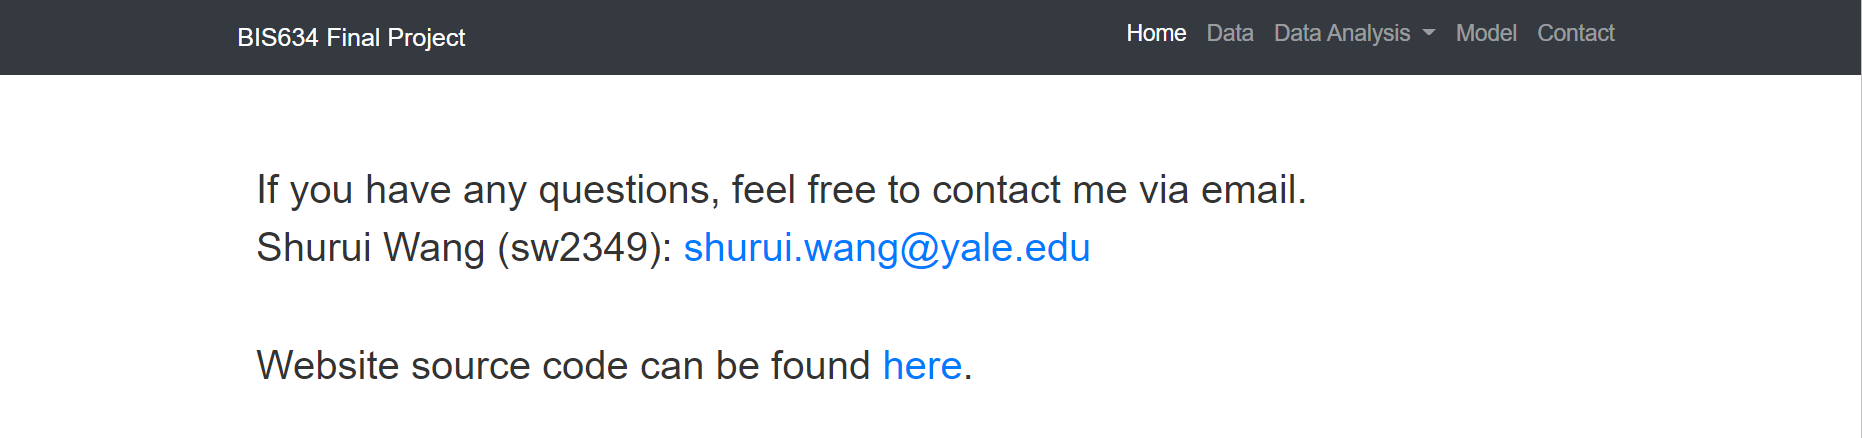 BIS634 Final Project
Home Data Data Analysis Model Contact
If you have any questions, feel free to contact me via email.
Shurui Wang (sw2349): shurui.wang@yale.edu
Website source code can be found here.